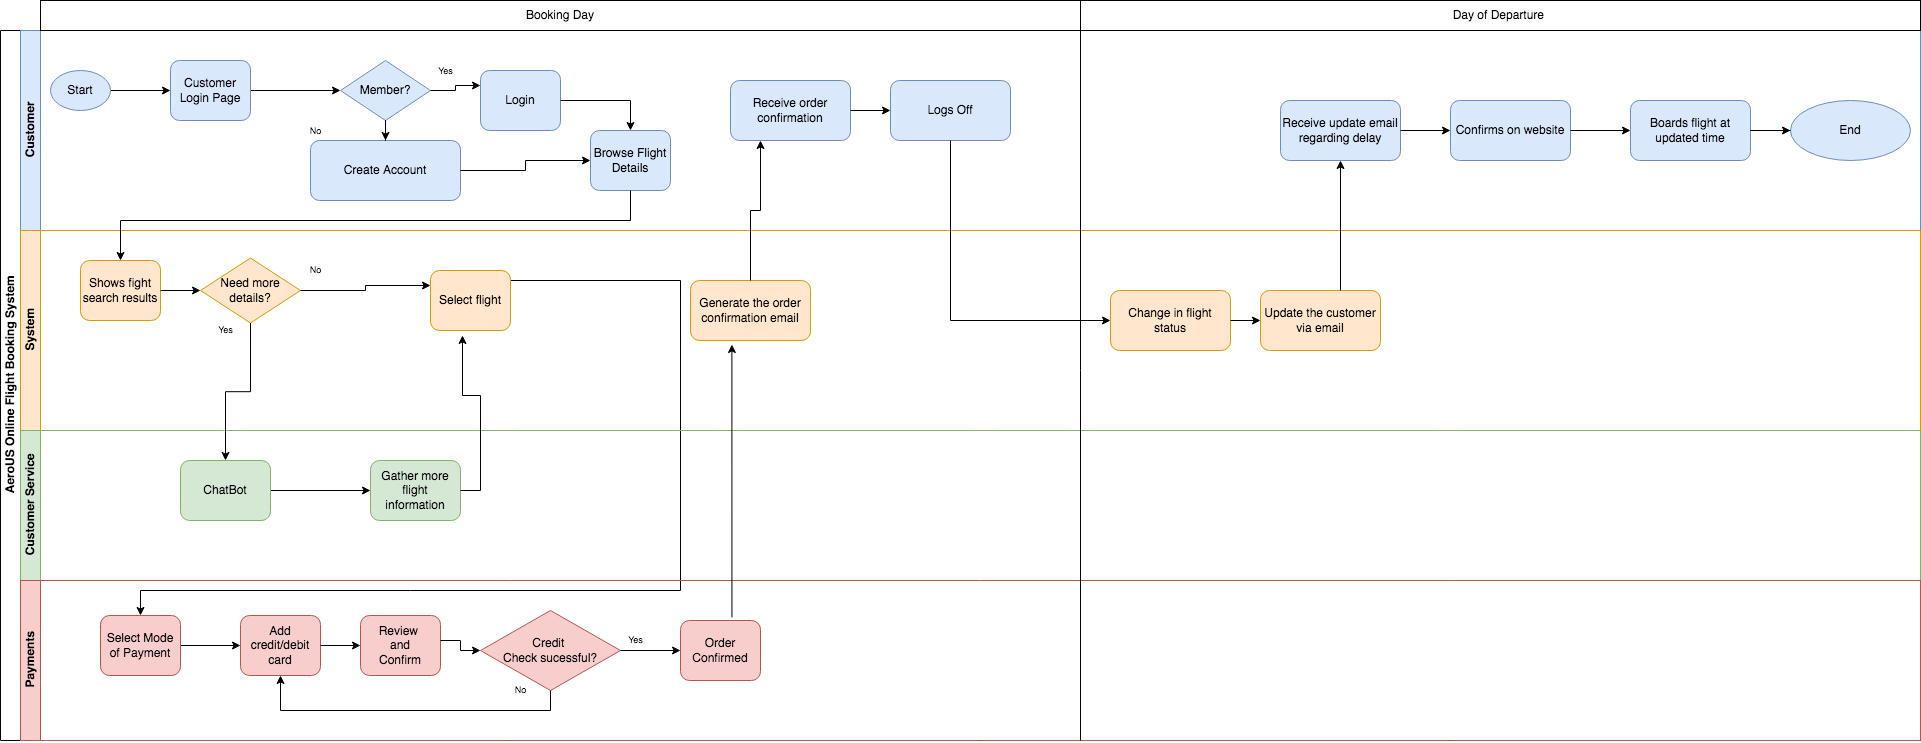 Booking Day
Day of Departure
AeroUS Online Flight Booking System
Customer
Start
Customer
Login Page
Member?
Yes
No
Login
Create Account
Browse Flight
Details
Receive order
confirmation
Logs Off
Receive update email
regarding delay
Confirms on website
Boards flight at
updated time
End
System
Shows fight
search results
Need more
details?
No
Yes
Select flight
Generate the order
confirmation email
Change in flight
status
Update the customer
via email
Customer Service
ChatBot
Gather more
flight
information
Payments
Select Mode
of Payment
Add
credit/debit
card
Review
and
Confirm
Credit
Check sucessful?
Yes
No
Order
Confirmed